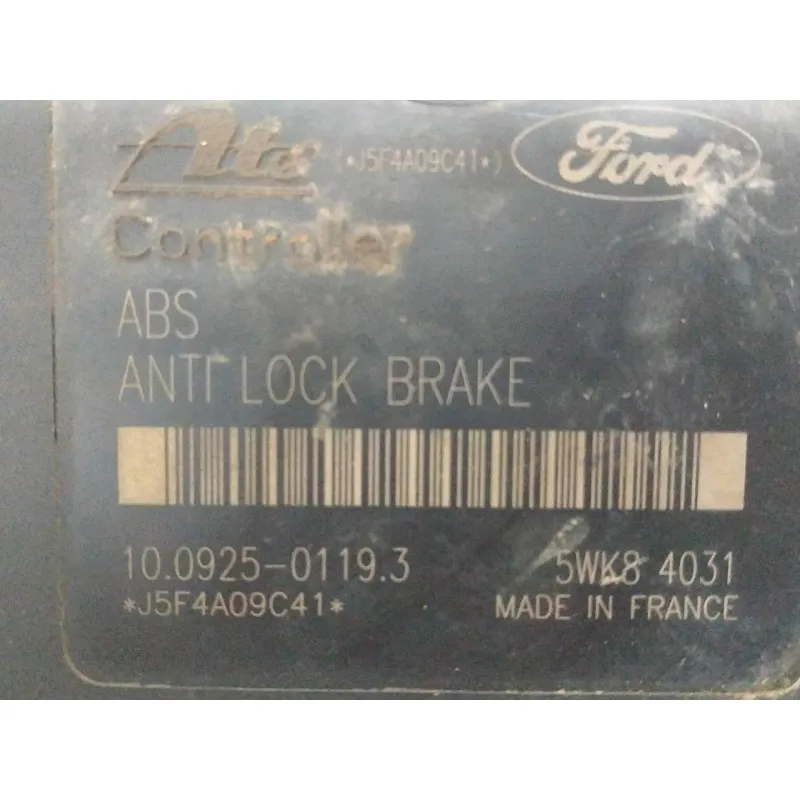 Ate (*J5F4A09C41*) Ford
Controller
ABS
ANTI LOCK BRAKE
10.0925-0119.3 5WK8 4031
*J5F4A09C41* MADE IN FRANCE